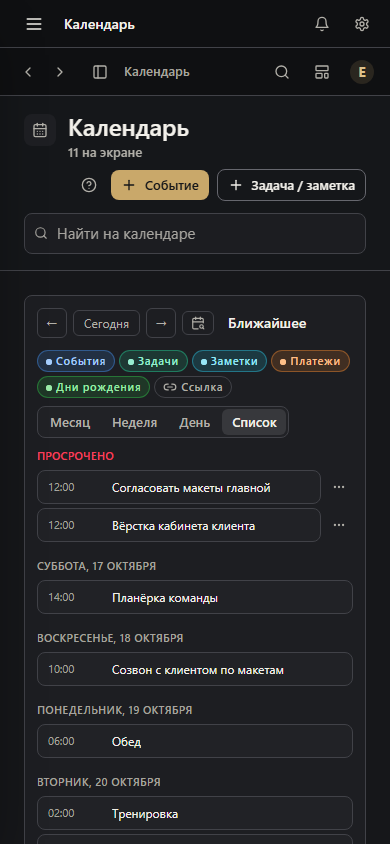 Календарь
Календарь
E
Календарь
11 на экране
+ Событие
+ Задача / заметка
Найти на календаре
← Сегодня → Ближайшее
События Задачи Заметки Платежи
Дни рождения Ссылка
Месяц Неделя День Список
ПРОСРОЧЕНО
12:00 Согласовать макеты главной ...
12:00 Вёрстка кабинета клиента ...
СУББОТА, 17 ОКТЯБРЯ
14:00 Планёрка команды
ВОСКРЕСЕНЬЕ, 18 ОКТЯБРЯ
10:00 Созвон с клиентом по макетам
ПОНЕДЕЛЬНИК, 19 ОКТЯБРЯ
06:00 Обед
ВТОРНИК, 20 ОКТЯБРЯ
02:00 Тренировка